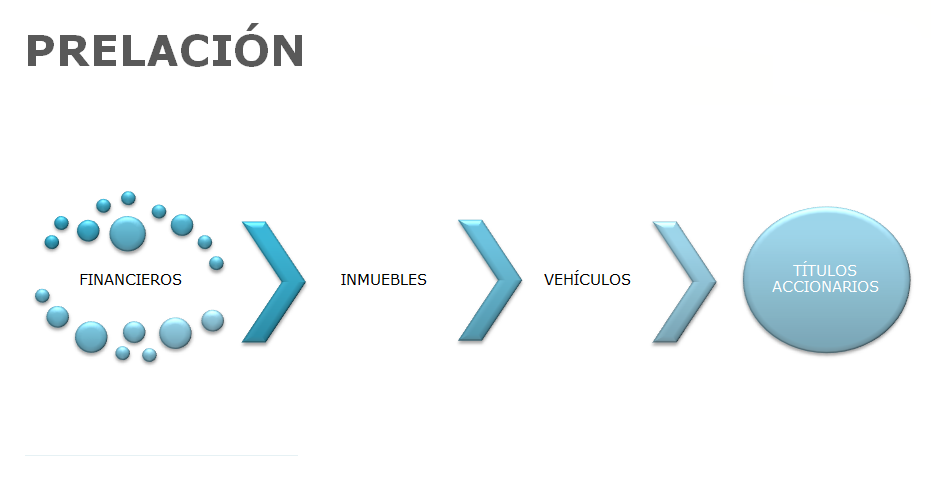 PRELACIÓN
FINANCIEROS
INMUEBLES
VEHÍCULOS
TÍTULOS
ACCIONARIOS